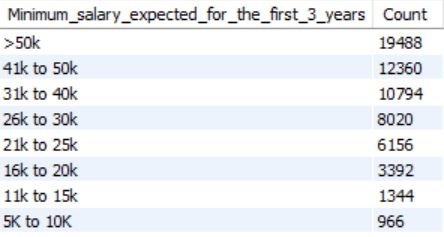 Minimum_salary_expected_for_the_first_3_years Count
>50k 19488
41k to 50k 12360
31k to 40k 10794
26k to 30k 8020
21k to 25k 6156
16k to 20k 3392
11k to 15k 1344
5K to 10K 966